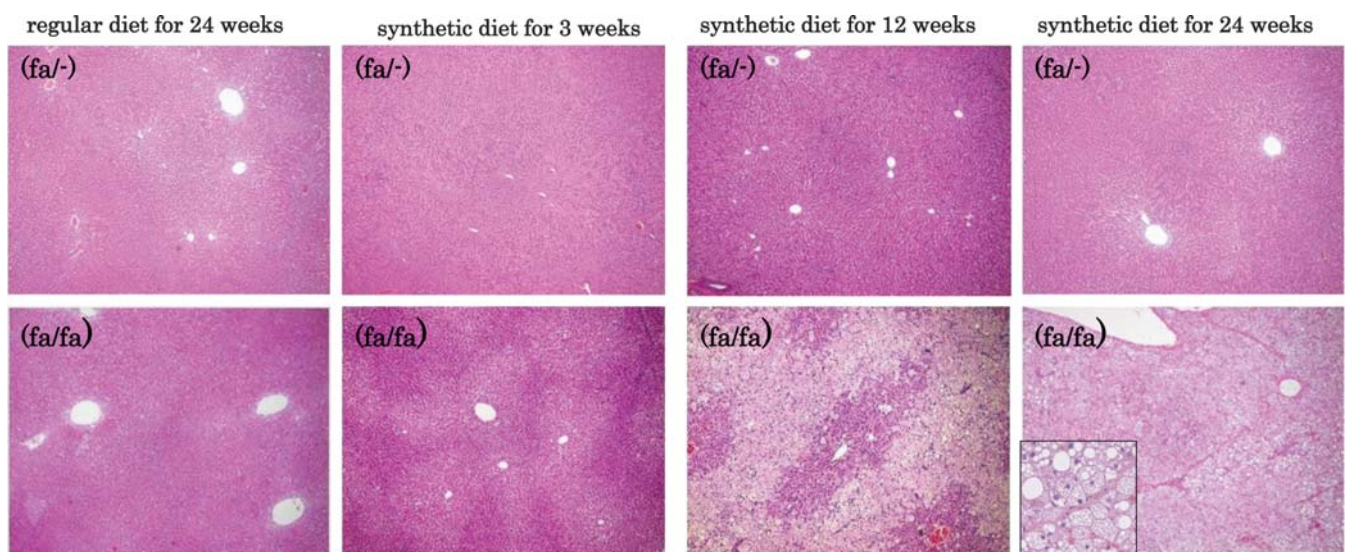 regular diet for 24 weeks
synthetic diet for 3 weeks
synthetic diet for 12 weeks
synthetic diet for 24 weeks
(fa/-)
(fa/-)
(fa/-)
(fa/-)
(fa/fa)
(fa/fa)
(fa/fa)
(fa/fa)